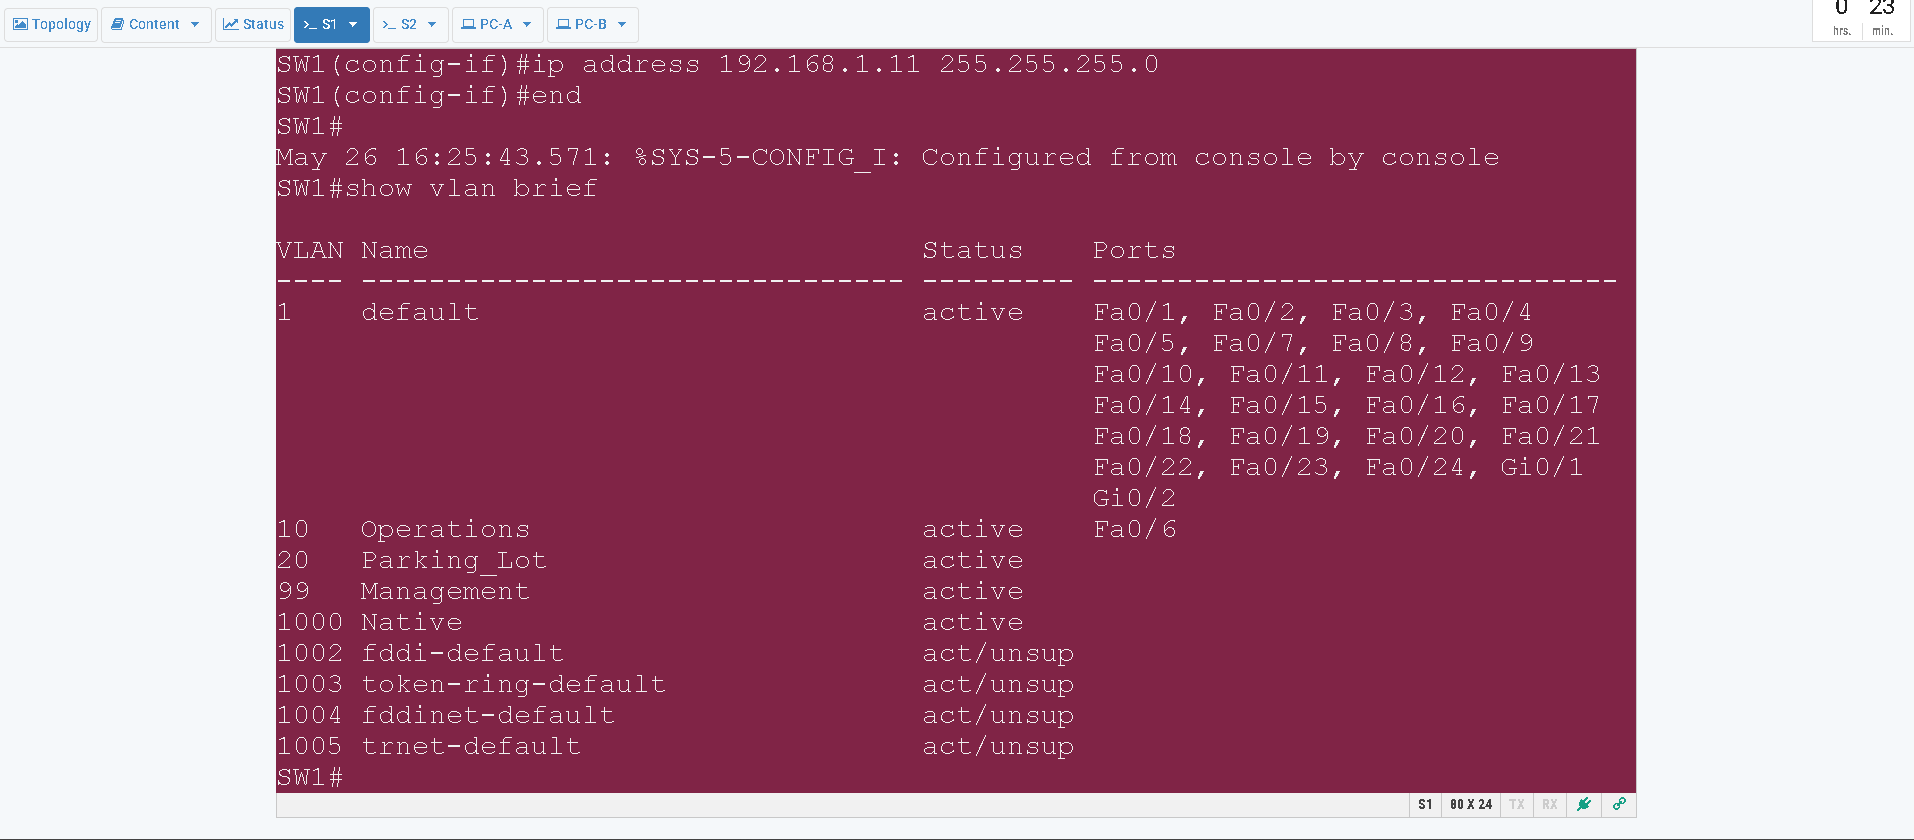 Topology Content Status >_ S1 >_ S2 PC-A PC-B
0 23
hrs. min.
SW1(config-if)#ip address 192.168.1.11 255.255.255.0
SW1(config-if)#end
SW1#
May 26 16:25:43.571: %SYS-5-CONFIG_I: Configured from console by console
SW1#show vlan brief
VLAN Name                             Status    Ports
---- -------------------------------- --------- -------------------------------
1    default                          active    Fa0/1, Fa0/2, Fa0/3, Fa0/4
                                                Fa0/5, Fa0/7, Fa0/8, Fa0/9
                                                Fa0/10, Fa0/11, Fa0/12, Fa0/13
                                                Fa0/14, Fa0/15, Fa0/16, Fa0/17
                                                Fa0/18, Fa0/19, Fa0/20, Fa0/21
                                                Fa0/22, Fa0/23, Fa0/24, Gi0/1
                                                Gi0/2
10   Operations                       active    Fa0/6
20   Parking_Lot                      active
99   Management                       active
1000 Native                           active
1002 fddi-default                     act/unsup
1003 token-ring-default               act/unsup
1004 fddinet-default                  act/unsup
1005 trnet-default                    act/unsup
SW1#
S1 80 X 24 TX RX